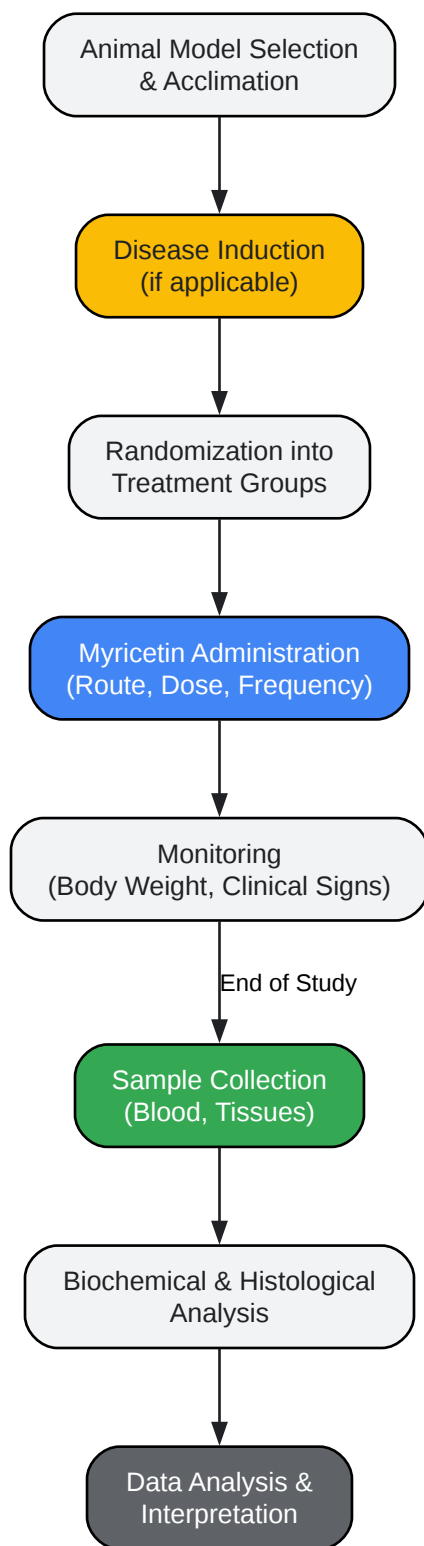 Animal Model Selection
& Acclimation
Disease Induction
(if applicable)
Randomization into
Treatment Groups
Myricetin Administration
(Route, Dose, Frequency)
Monitoring
(Body Weight, Clinical Signs)
End of Study
Sample Collection
(Blood, Tissues)
Biochemical & Histological
Analysis
Data Analysis &
Interpretation